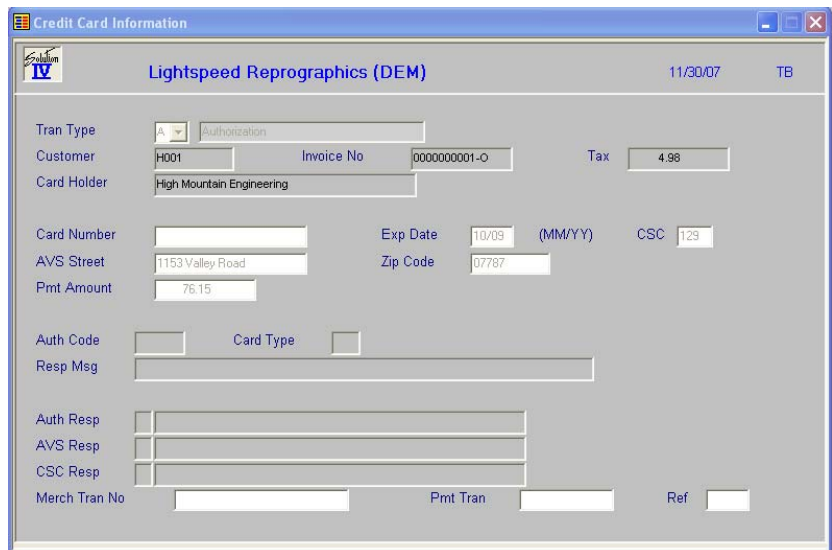 Credit Card Information
Solution IV
Lightspeed Reprographics (DEM) 11/30/07 TB
Tran Type A Authorization
Customer H001 Invoice No 0000000001-O Tax 4.98
Card Holder High Mountain Engineering
Card Number Exp Date 10/09 (MM/YY) CSC 129
AVS Street 1153 Valley Road Zip Code 07787
Pmt Amount 76.15
Auth Code Card Type
Resp Msg
Auth Resp
AVS Resp
CSC Resp
Merch Tran No Pmt Tran Ref